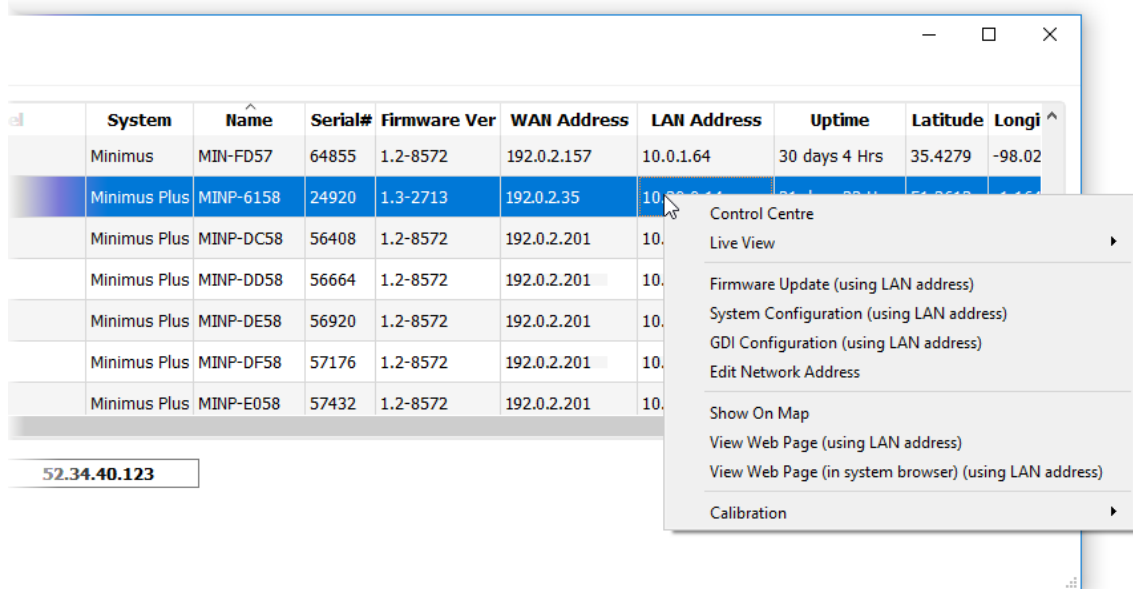 System Name Serial# Firmware Ver WAN Address LAN Address Uptime Latitude Longi
Minimus MIN-FD57 64855 1.2-8572 192.0.2.157 10.0.1.64 30 days 4 Hrs 35.4279 -98.02
Minimus Plus MINP-6158 24920 1.3-2713 192.0.2.35 10.
Minimus Plus MINP-DC58 56408 1.2-8572 192.0.2.201 10.
Minimus Plus MINP-DD58 56664 1.2-8572 192.0.2.201 10.
Minimus Plus MINP-DE58 56920 1.2-8572 192.0.2.201 10.
Minimus Plus MINP-DF58 57176 1.2-8572 192.0.2.201 10.
Minimus Plus MINP-E058 57432 1.2-8572 192.0.2.201 10.
52.34.40.123
Control Centre
Live View
Firmware Update (using LAN address)
System Configuration (using LAN address)
GDI Configuration (using LAN address)
Edit Network Address
Show On Map
View Web Page (using LAN address)
View Web Page (in system browser) (using LAN address)
Calibration